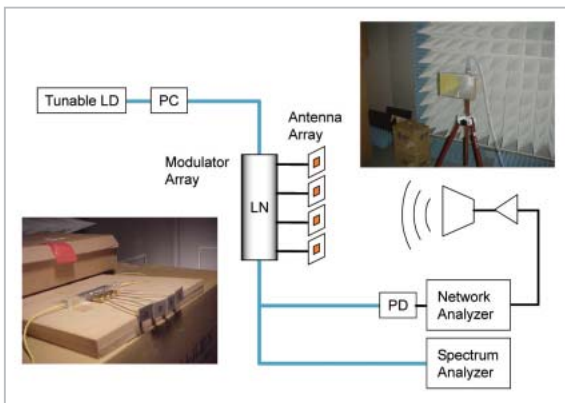 Tunable LD
PC
Antenna
Array
Modulator
Array
LN
PD
Network
Analyzer
Spectrum
Analyzer